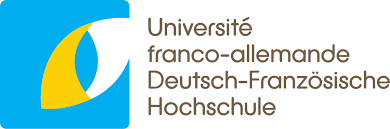 Université
franco-allemande
Deutsch-Französische
Hochschule